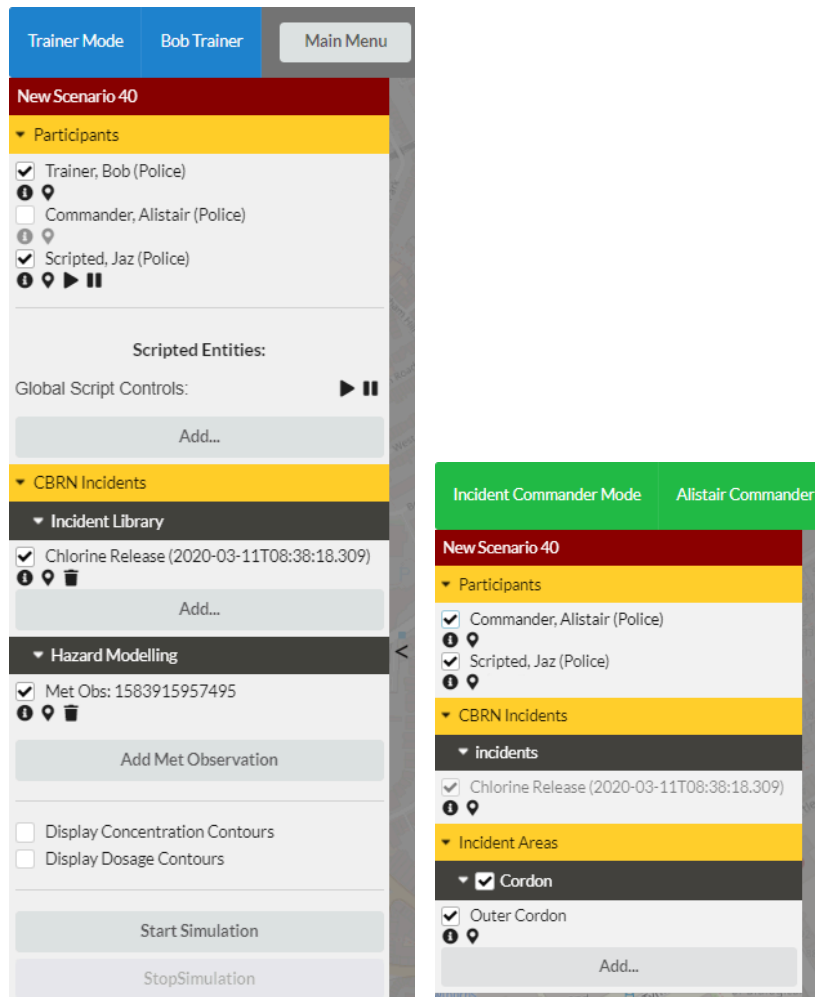 Trainer Mode Bob Trainer Main Menu
New Scenario 40
Participants
Trainer, Bob (Police)
Commander, Alistair (Police)
Scripted, Jaz (Police)
Scripted Entities:
Global Script Controls:
Add...
CBRN Incidents
Incident Library
Chlorine Release (2020-03-11T08:38:18.309)
Add...
Hazard Modelling
<
Met Obs: 1583915957495
Add Met Observation
Display Concentration Contours
Display Dosage Contours
Start Simulation
StopSimulation
Incident Commander Mode Alistair Commander
New Scenario 40
Participants
Commander, Alistair (Police)
Scripted, Jaz (Police)
CBRN Incidents
incidents
Chlorine Release (2020-03-11T08:38:18.309)
Incident Areas
Cordon
Outer Cordon
Add...